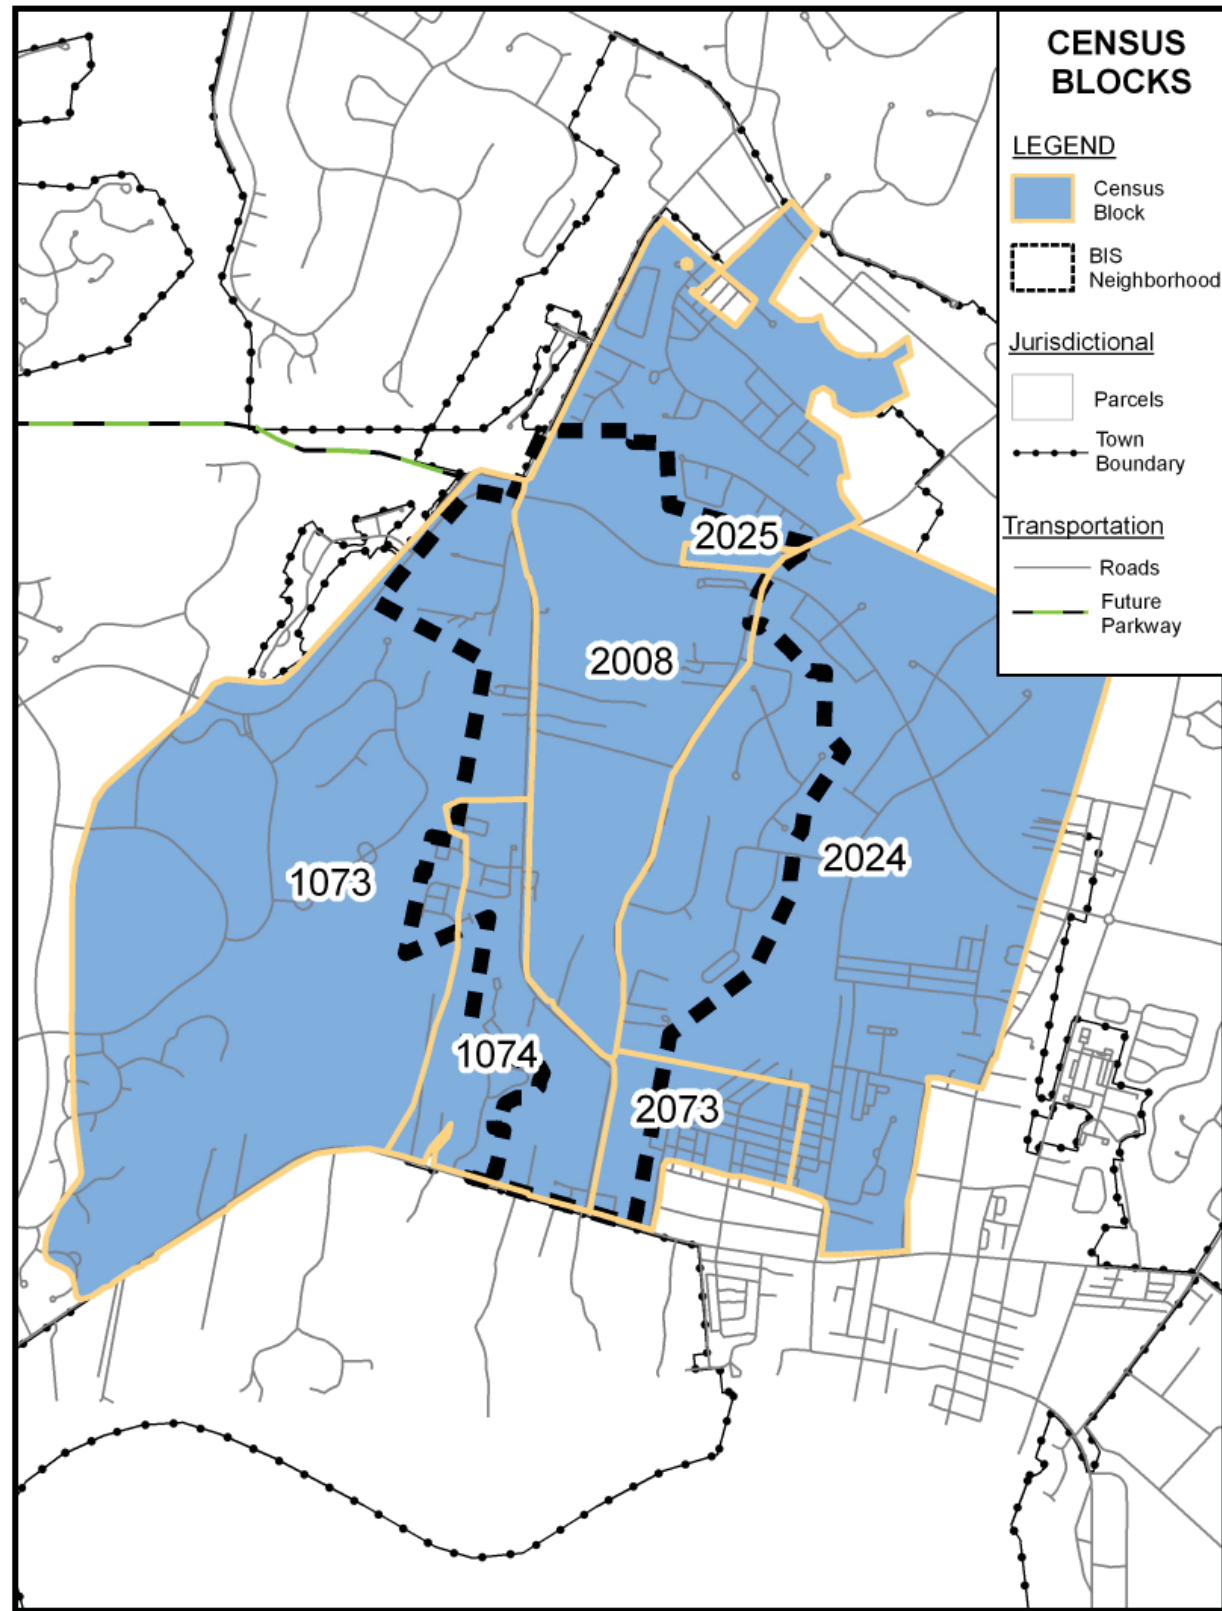 CENSUS
BLOCKS
LEGEND
Census
Block
BIS
Neighborhood
Jurisdictional
Parcels
Town
Boundary
Transportation
Roads
Future
Parkway
2025
2008
2024
1073
1074
2073